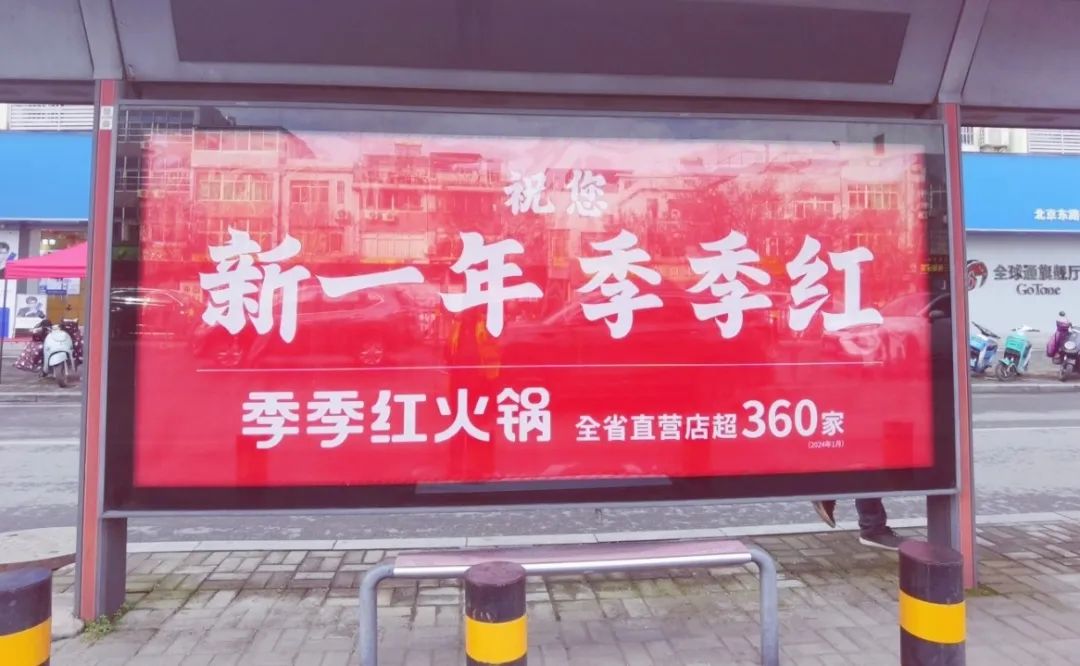 祝您
新一年 季季红
季季红火锅 全省直营店超360家
(2024年1月)
北京东路
全球通旗舰厅
GoTone